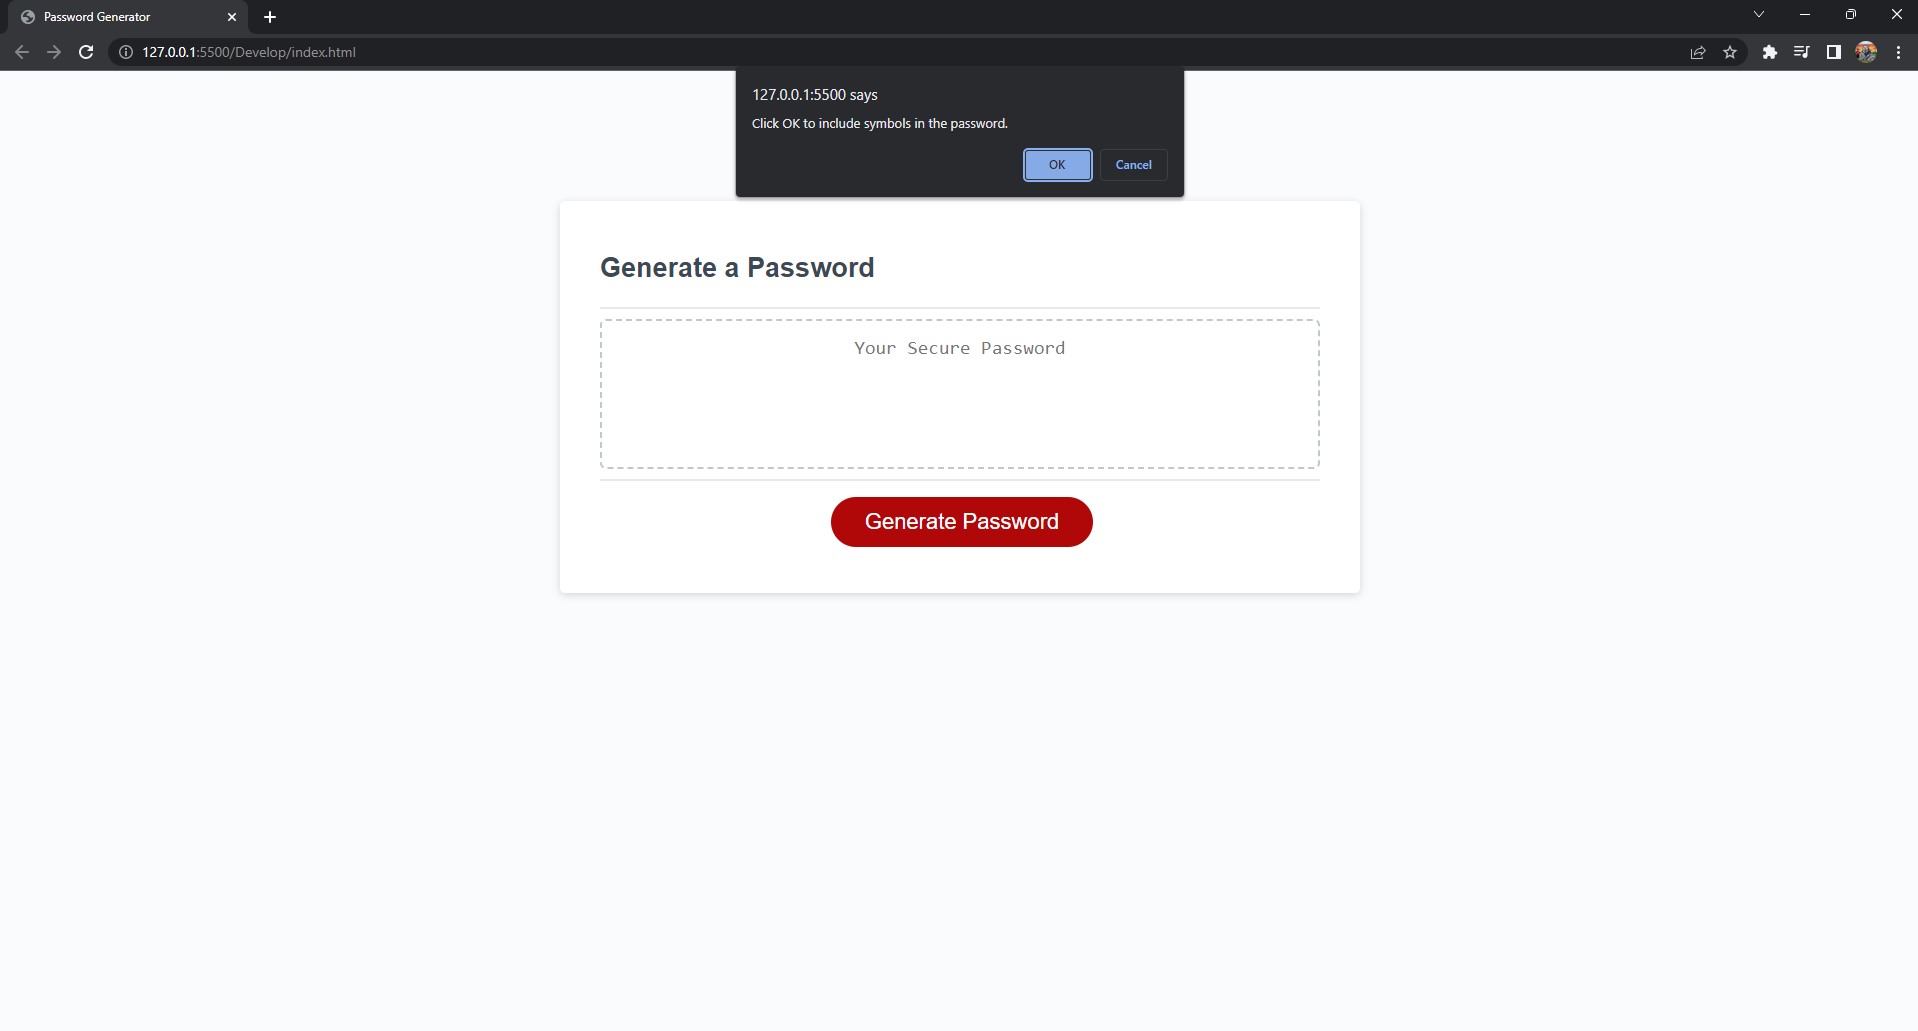 Password Generator
127.0.0.1:5500/Develop/index.html
127.0.0.1:5500 says
Click OK to include symbols in the password.
OK Cancel
Generate a Password
Your Secure Password
Generate Password